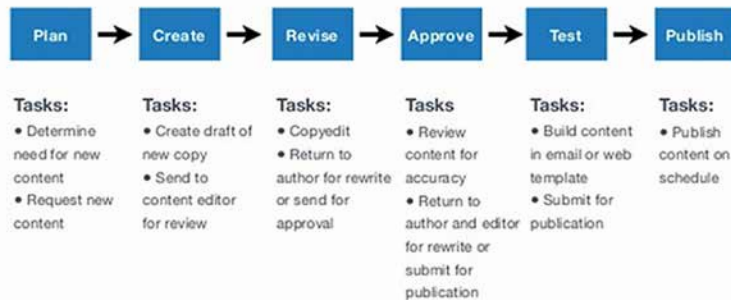 Plan
Create
Revise
Approve
Test
Publish
Tasks:
• Determine
need for new
content
• Request new
content
Tasks:
• Create draft of
new copy
• Send to
content editor
for review
Tasks:
• Copyedit
• Return to
author for rewrite
or send for
approval
Tasks
• Review
content for
accuracy
• Return to
author and editor
for rewrite or
submit for
publication
Tasks:
• Build content
in email or web
template
• Submit for
publication
Tasks:
• Publish
content on
schedule